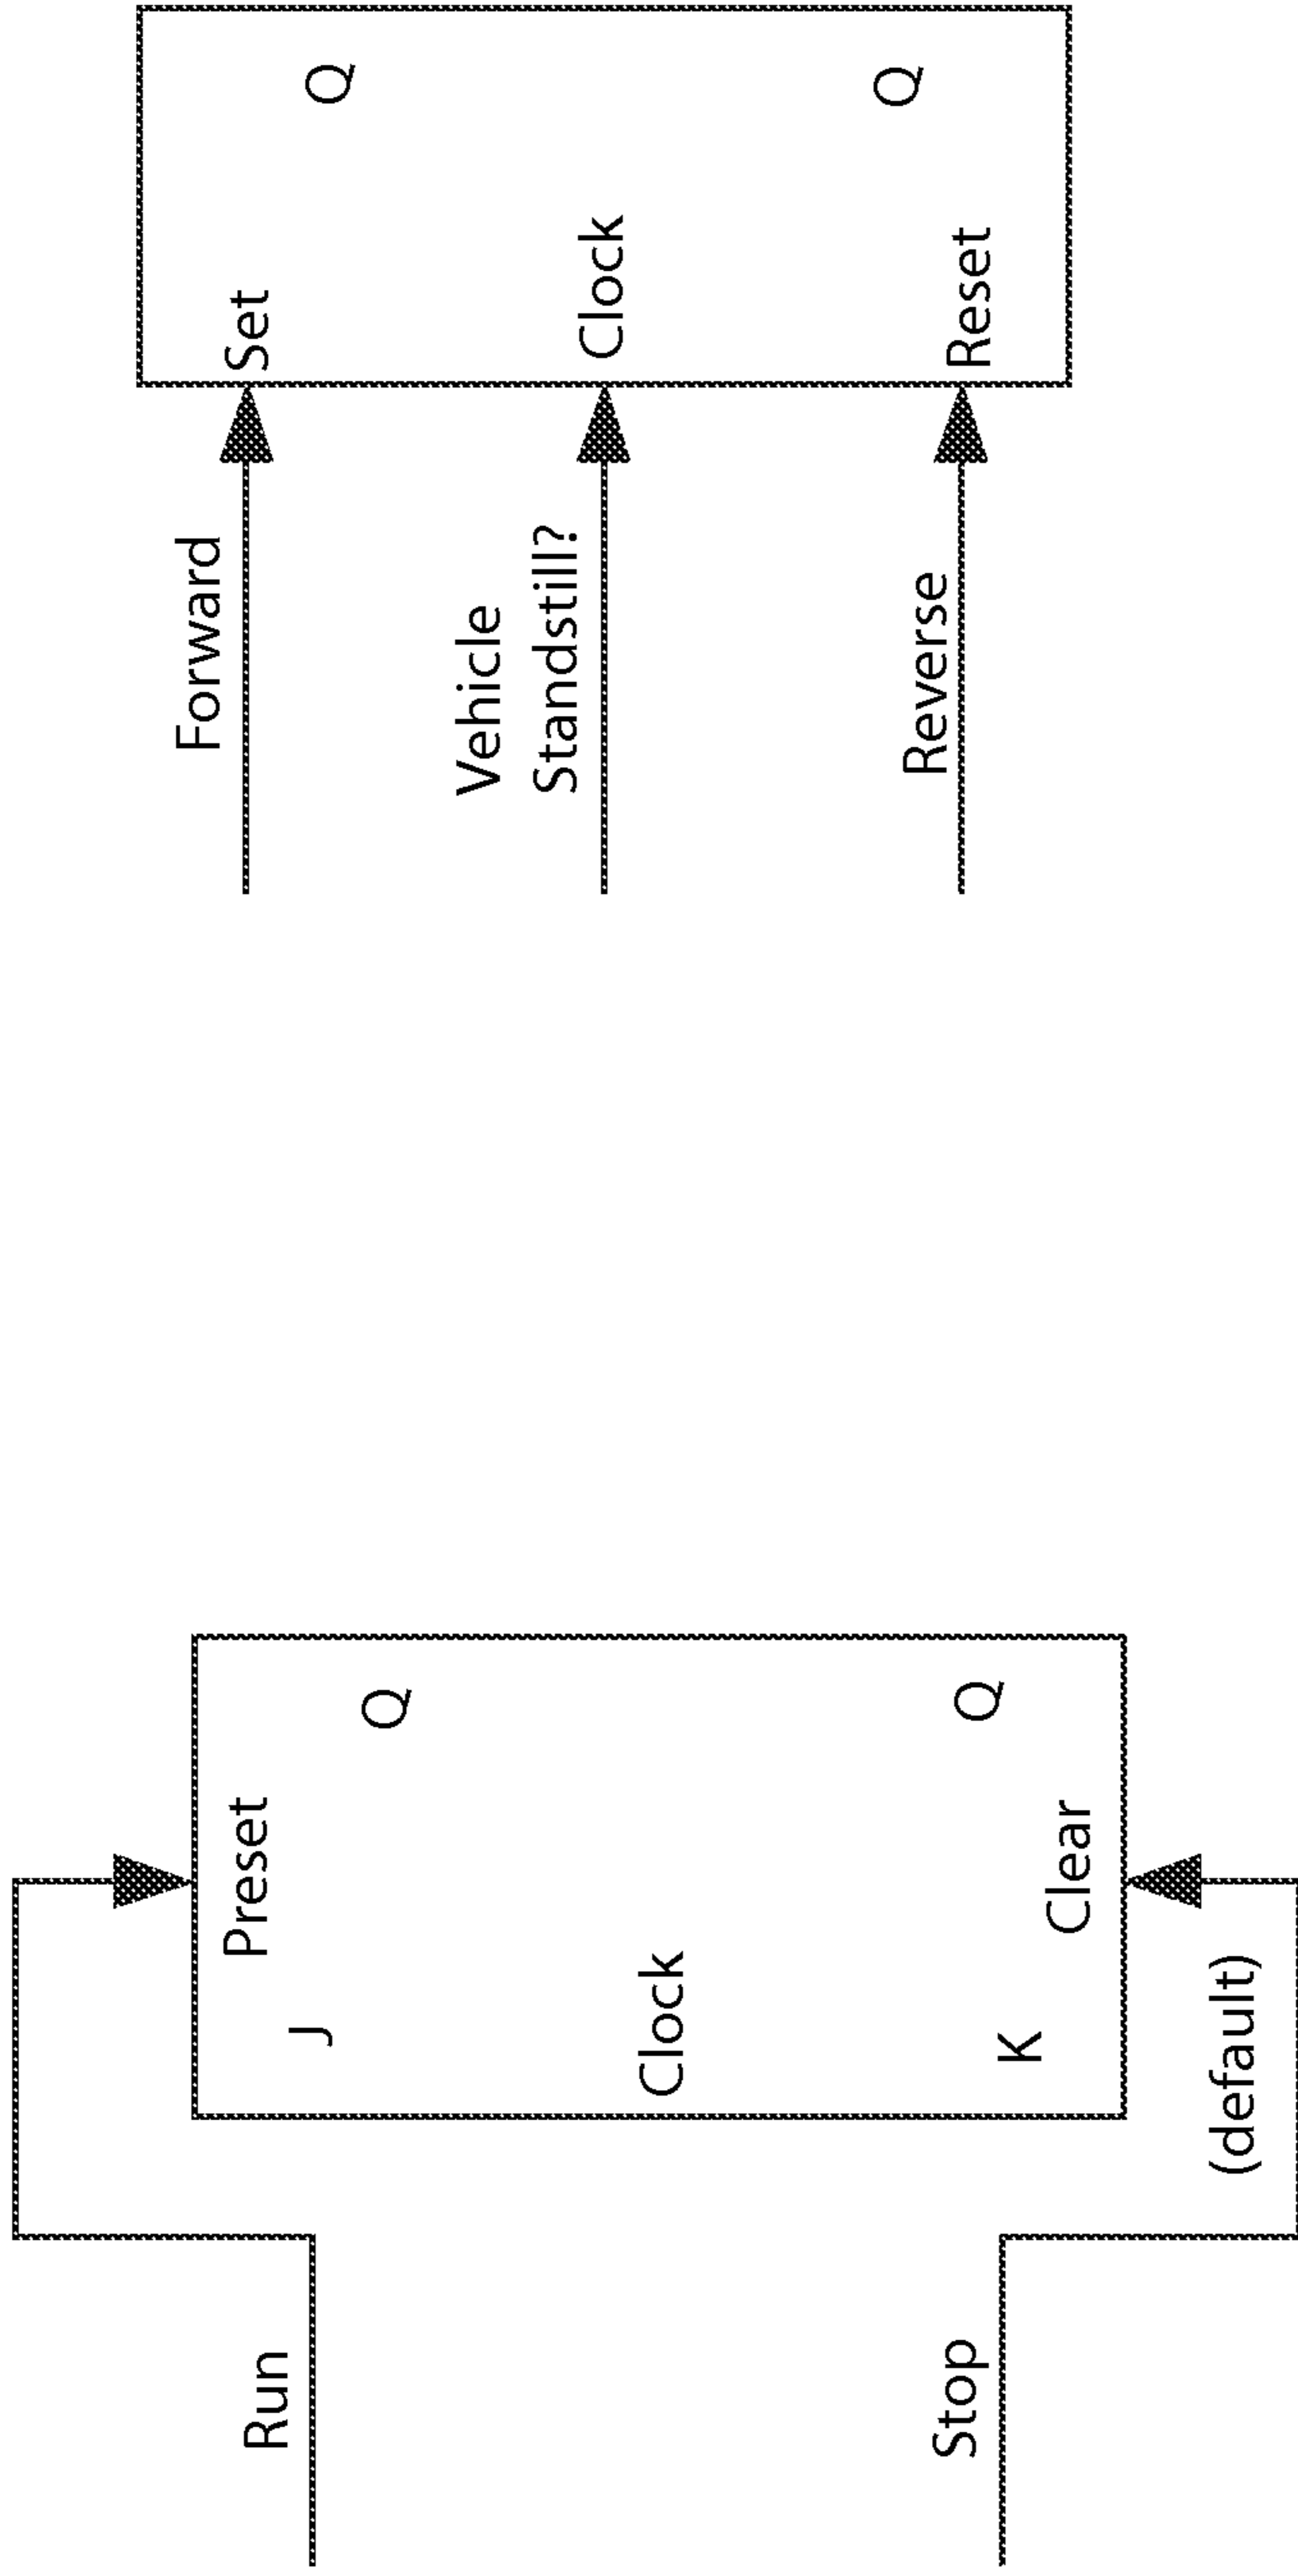 Run
Stop
J
Preset
Q
Clock
K
Clear
Q
(default)
Forward
Vehicle
Standstill?
Reverse
Set
Q
Clock
Reset
Q